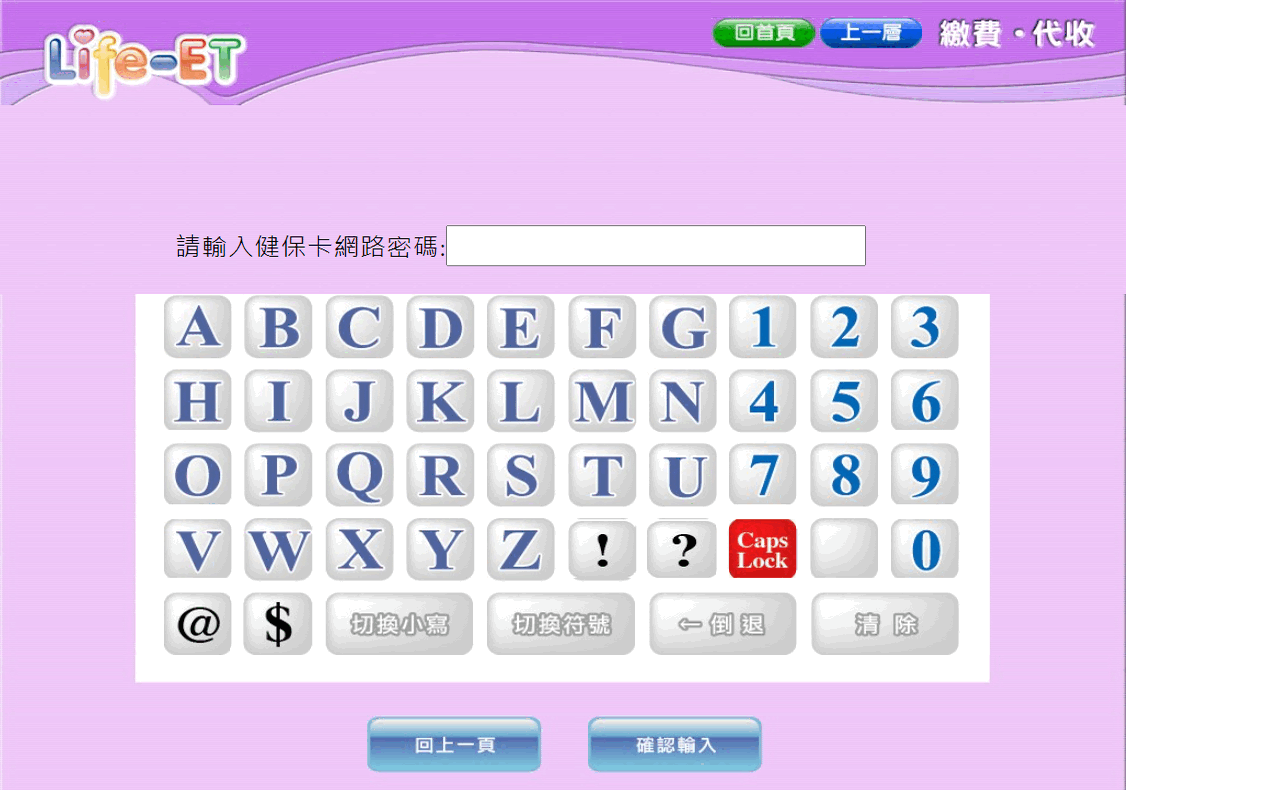 Life-ET
回首頁 上一層 繳費・代收
請輸入健保卡網路密碼:
A B C D E F G 1 2 3
H I J K L M N 4 5 6
O P Q R S T U 7 8 9
V W X Y Z ! ? Caps Lock 0
@ $ 切換小寫 切換符號 ←倒退 清 除
回上一頁 確認輸入